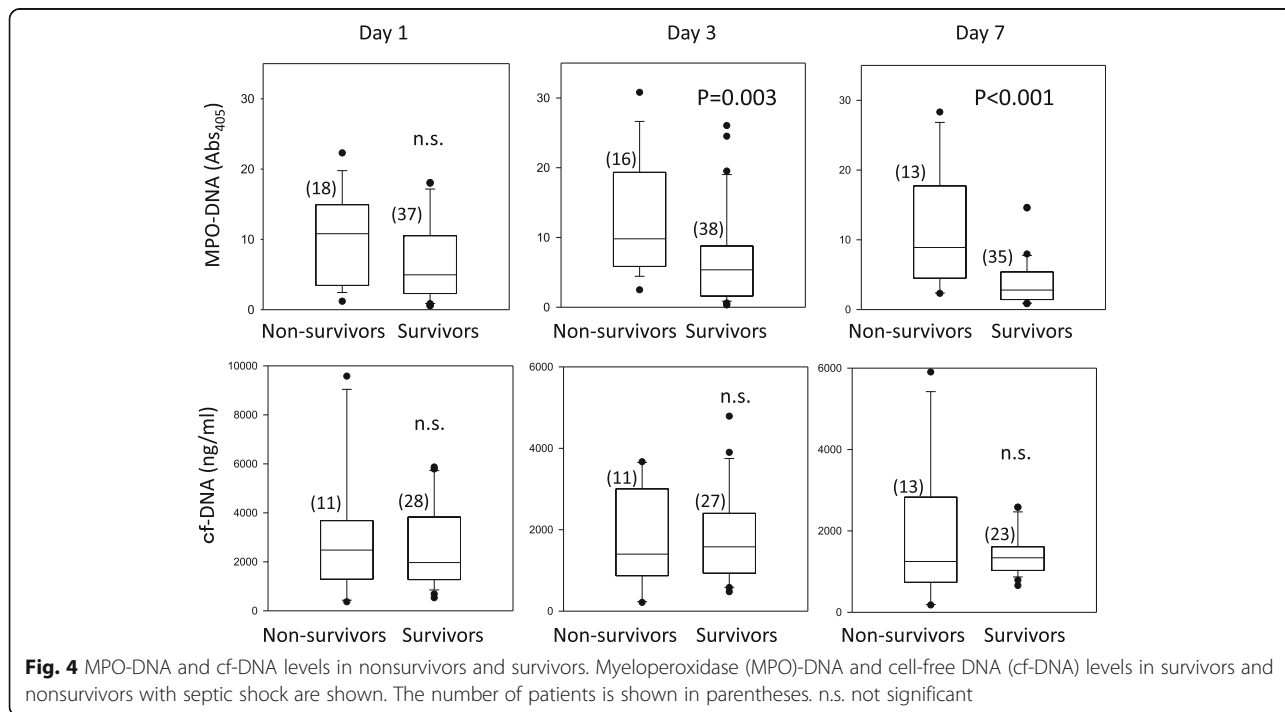 Day 1 Day 3 Day 7
MPO-DNA (Abs405)
30
20
10
0
(18)
(37)
n.s.
Non-survivors Survivors
30
20
10
0
(16)
(38)
P=0.003
Non-survivors Survivors
30
20
10
0
(13)
(35)
P<0.001
Non-survivors Survivors
cf-DNA (ng/ml)
10000
8000
6000
4000
2000
0
(11)
(28)
n.s.
Non-survivors Survivors
6000
4000
2000
0
(11)
(27)
n.s.
Non-survivors Survivors
6000
4000
2000
0
(13)
(23)
n.s.
Non-survivors Survivors
Fig. 4 MPO-DNA and cf-DNA levels in nonsurvivors and survivors. Myeloperoxidase (MPO)-DNA and cell-free DNA (cf-DNA) levels in survivors and
nonsurvivors with septic shock are shown. The number of patients is shown in parentheses. n.s. not significant